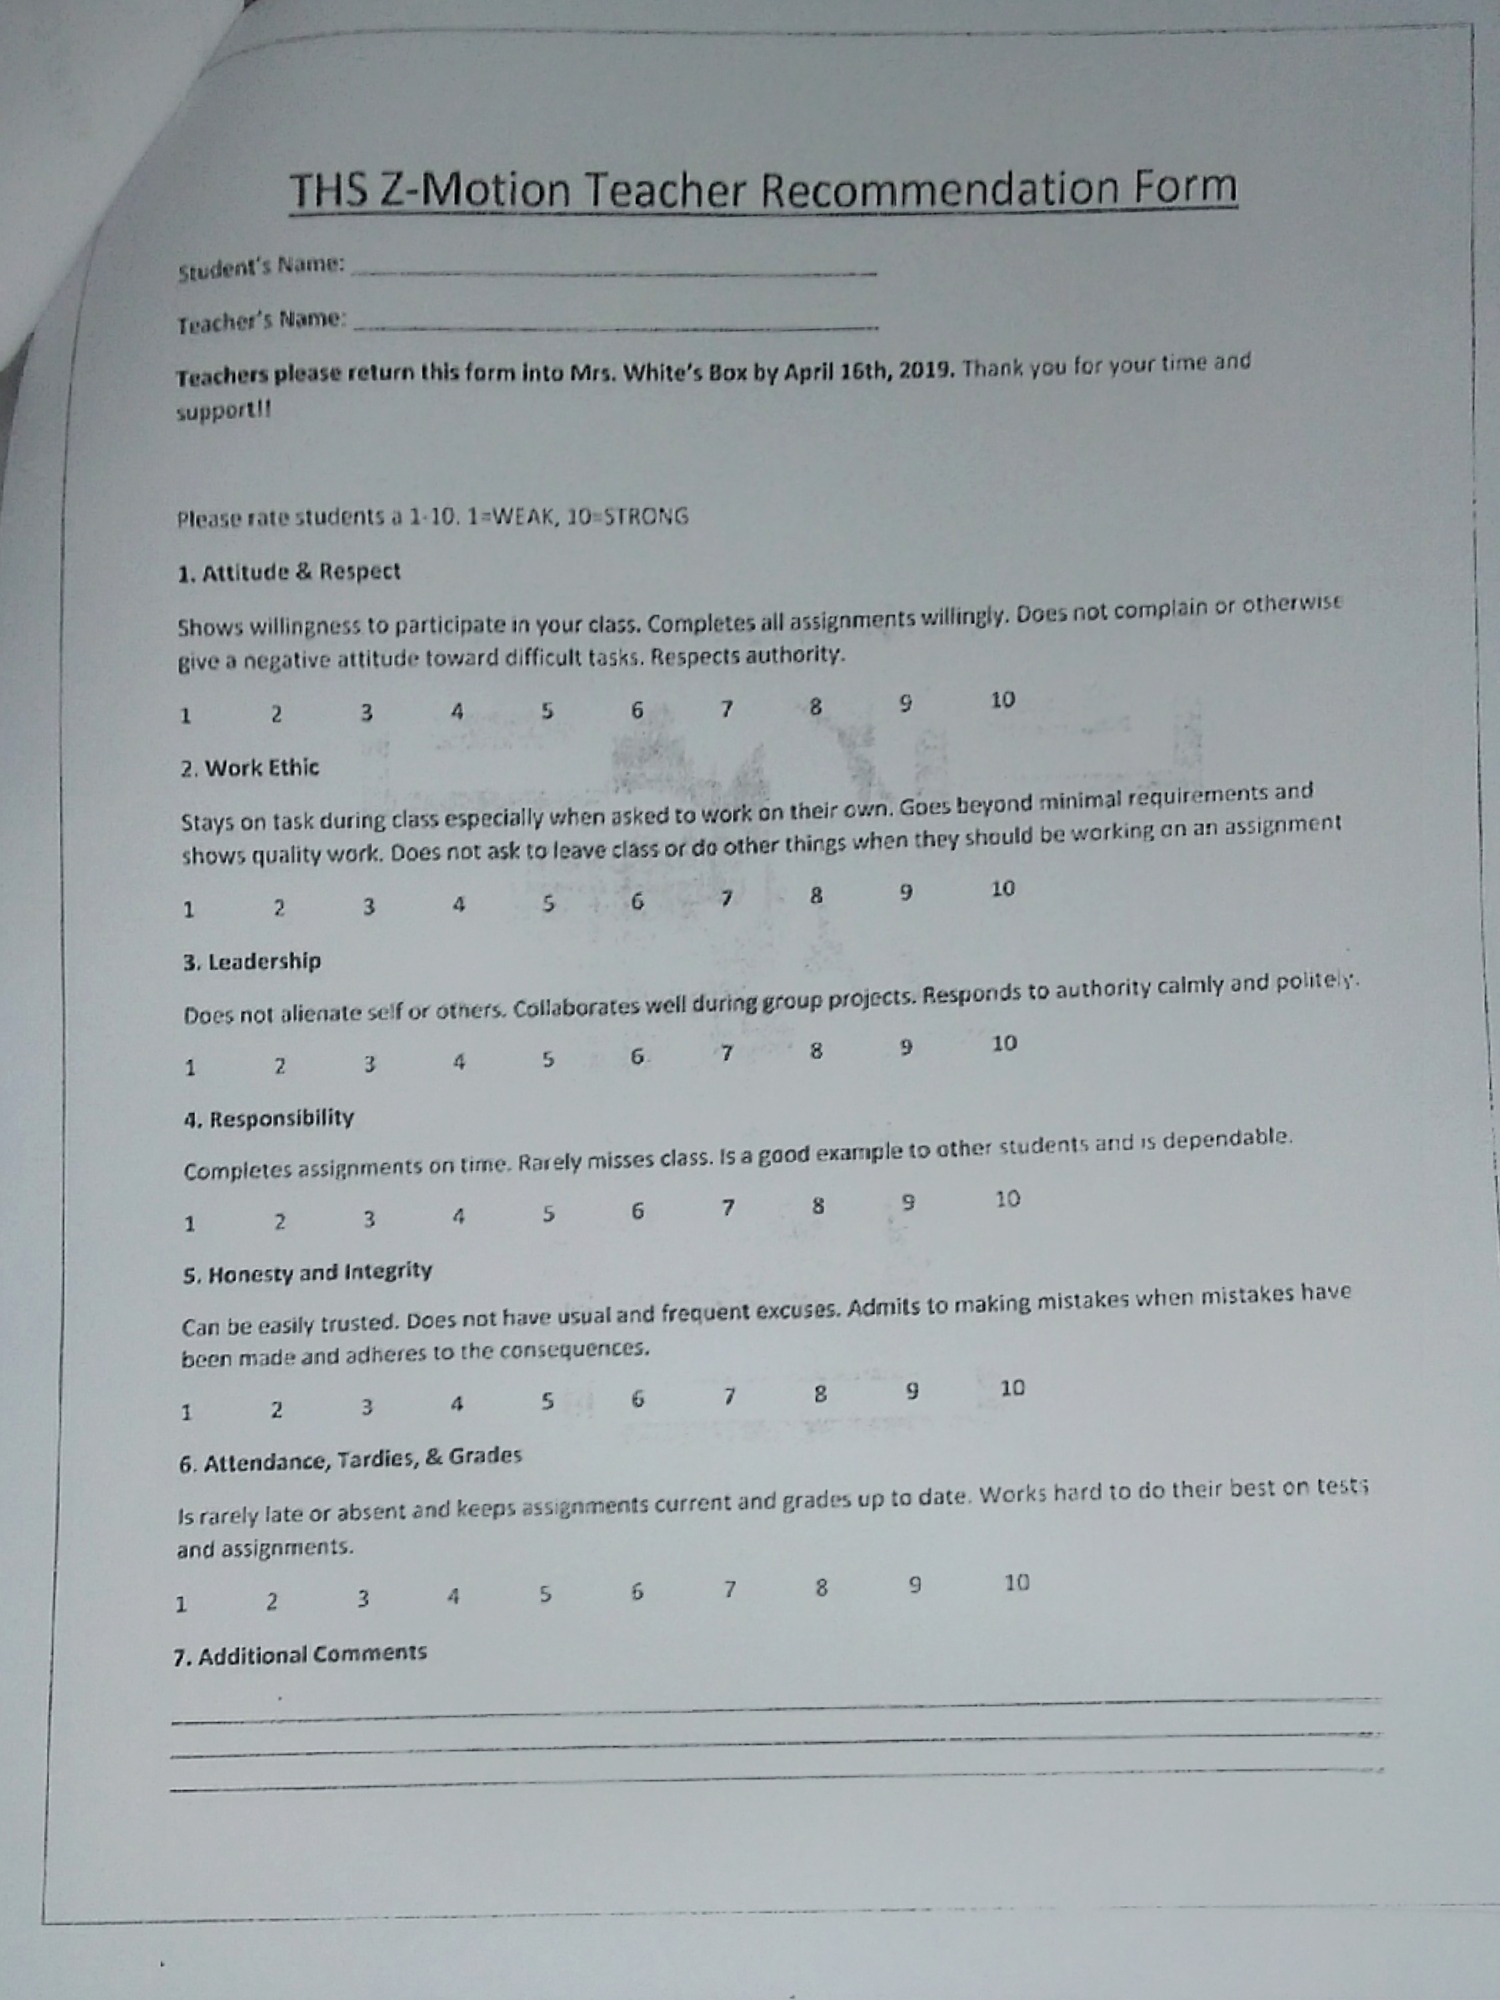 THS Z-Motion Teacher Recommendation Form
Student's Name:
Teacher's Name:
Teachers please return this form into Mrs. White's Box by April 16th, 2019. Thank you for your time and
support!!
Please rate students a 1-10. 1=WEAK, 10=STRONG
1. Attitude & Respect
Shows willingness to participate in your class. Completes all assignments willingly. Does not complain or otherwise
give a negative attitude toward difficult tasks. Respects authority.
1 2 3 4 5 6 7 8 9 10
2. Work Ethic
Stays on task during class especially when asked to work on their own. Goes beyond minimal requirements and
shows quality work. Does not ask to leave class or do other things when they should be working on an assignment
1 2 3 4 5 6 7 8 9 10
3. Leadership
Does not alienate self or others. Collaborates well during group projects. Responds to authority calmly and politely.
1 2 3 4 5 6 7 8 9 10
4. Responsibility
Completes assignments on time. Rarely misses class. Is a good example to other students and is dependable.
1 2 3 4 5 6 7 8 9 10
5. Honesty and Integrity
Can be easily trusted. Does not have usual and frequent excuses. Admits to making mistakes when mistakes have
been made and adheres to the consequences.
1 2 3 4 5 6 7 8 9 10
6. Attendance, Tardies, & Grades
Is rarely late or absent and keeps assignments current and grades up to date. Works hard to do their best on tests
and assignments.
1 2 3 4 5 6 7 8 9 10
7. Additional Comments